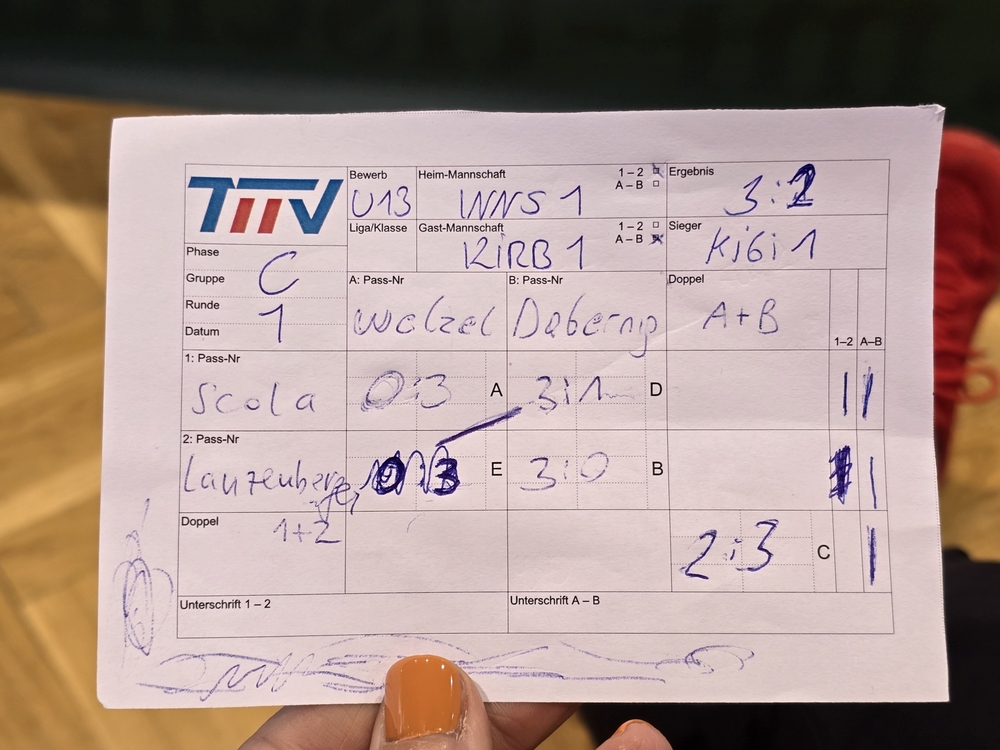 TTTV
Bewerb
U13
Heim-Mannschaft
WNS 1
1 – 2
A – B
Ergebnis
3:2
Liga/Klasse
Gast-Mannschaft
KiRB 1
1 – 2
A – B
Sieger
KiGi 1
Phase
Gruppe C
Runde 1
Datum
A: Pass-Nr
Welzel
B: Pass-Nr
Dabernig
Doppel
A+B
1–2 A–B
1: Pass-Nr
Scola
0:3 A
3:1 D
| |
2: Pass-Nr
Lanzenberger
0:3 E
3:0 B
|
Doppel
1+2
2:3 C
|
Unterschrift 1 – 2
Unterschrift A – B